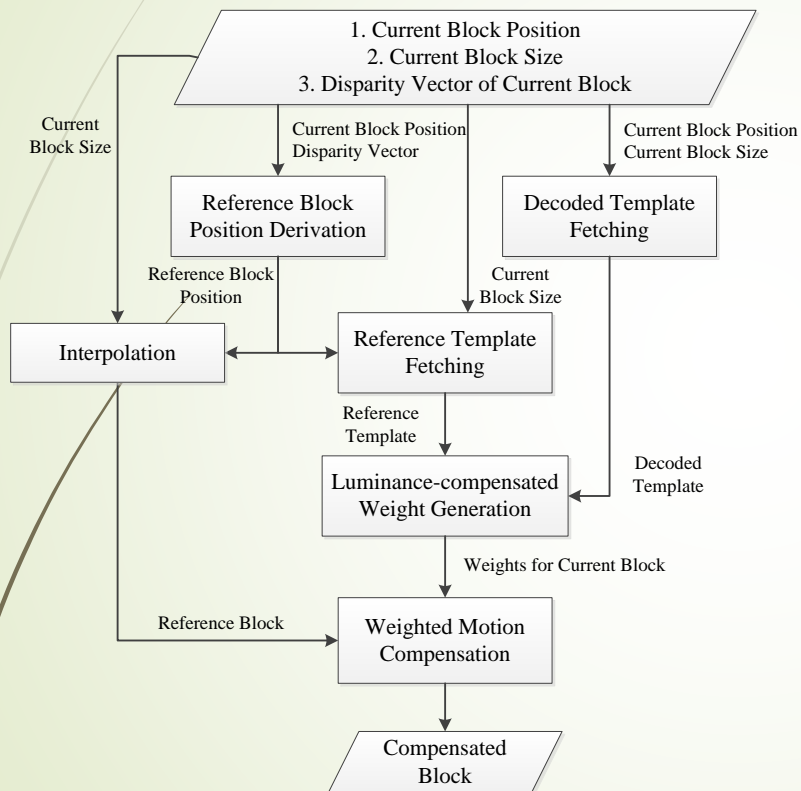 1. Current Block Position
2. Current Block Size
3. Disparity Vector of Current Block
Current
Block Size
Current Block Position
Disparity Vector
Current Block Position
Current Block Size
Reference Block
Position Derivation
Decoded Template
Fetching
Reference Block
Position
Current
Block Size
Interpolation
Reference Template
Fetching
Reference
Template
Decoded
Template
Luminance-compensated
Weight Generation
Weights for Current Block
Reference Block
Weighted Motion
Compensation
Compensated
Block